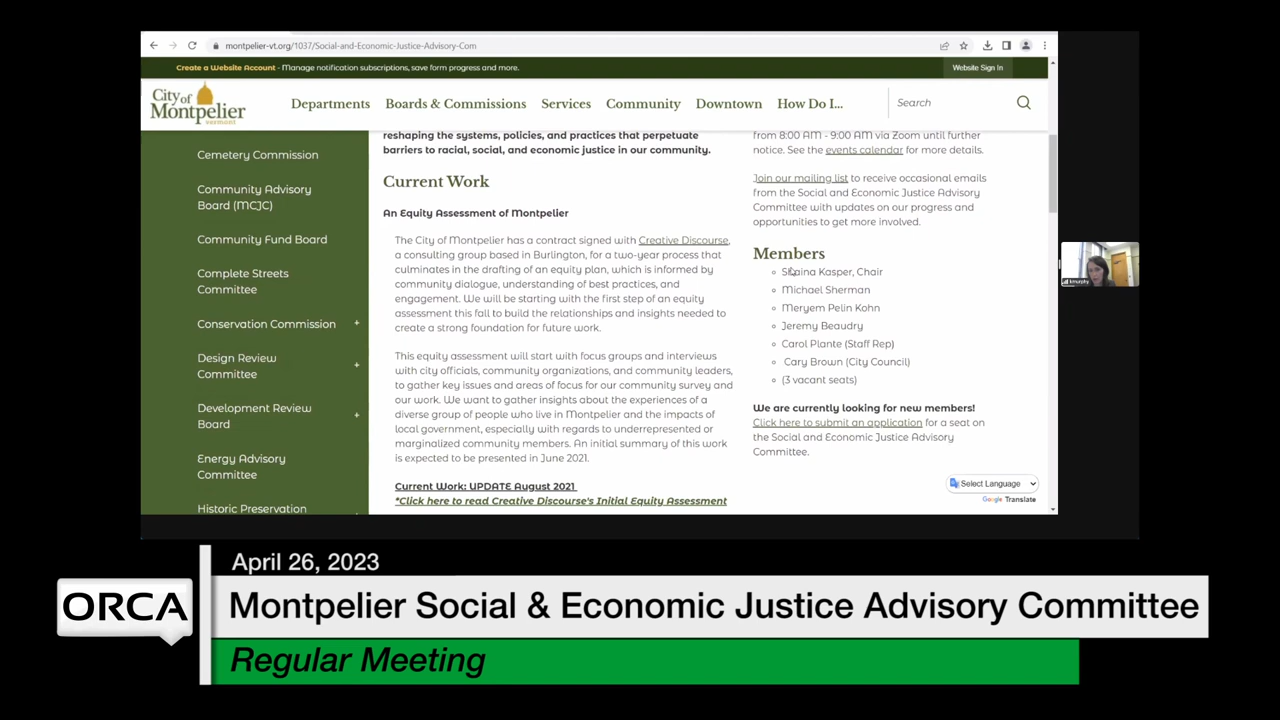 montpelier-vt.org/1037/Social-and-Economic-Justice-Advisory-Com
Create a Website Account - Manage notification subscriptions, save form progress and more.
Website Sign In
City of
Montpelier
vermont
Departments
Boards & Commissions
Services
Community
Downtown
How Do I...
Search
Cemetery Commission
Community Advisory
Board (MCJC)
Community Fund Board
Complete Streets
Committee
Conservation Commission +
Design Review
Committee +
Development Review
Board +
Energy Advisory
Committee
Historic Preservation
reshaping the systems, policies, and practices that perpetuate
barriers to racial, social, and economic justice in our community.
Current Work
An Equity Assessment of Montpelier
The City of Montpelier has a contract signed with Creative Discourse,
a consulting group based in Burlington, for a two-year process that
culminates in the drafting of an equity plan, which is informed by
community dialogue, understanding of best practices, and
engagement. We will be starting with the first step of an equity
assessment this fall to build the relationships and insights needed to
create a strong foundation for future work.
This equity assessment will start with focus groups and interviews
with city officials, community organizations, and community leaders,
to gather key issues and areas of focus for our community survey and
our work. We want to gather insights about the experiences of a
diverse group of people who live in Montpelier and the impacts of
local government, especially with regards to underrepresented or
marginalized community members. An initial summary of this work
is expected to be presented in June 2021.
Current Work: UPDATE August 2021
*Click here to read Creative Discourse's Initial Equity Assessment
from 8:00 AM - 9:00 AM via Zoom until further
notice. See the events calendar for more details.
Join our mailing list to receive occasional emails
from the Social and Economic Justice Advisory
Committee with updates on our progress and
opportunities to get more involved.
Members
Shaina Kasper, Chair
Michael Sherman
Meryem Pelin Kohn
Jeremy Beaudry
Carol Plante (Staff Rep)
Cary Brown (City Council)
(3 vacant seats)
We are currently looking for new members!
Click here to submit an application for a seat on
the Social and Economic Justice Advisory
Committee.
Select Language
Google Translate
kmurphy
April 26, 2023
ORCA
Montpelier Social & Economic Justice Advisory Committee
Regular Meeting